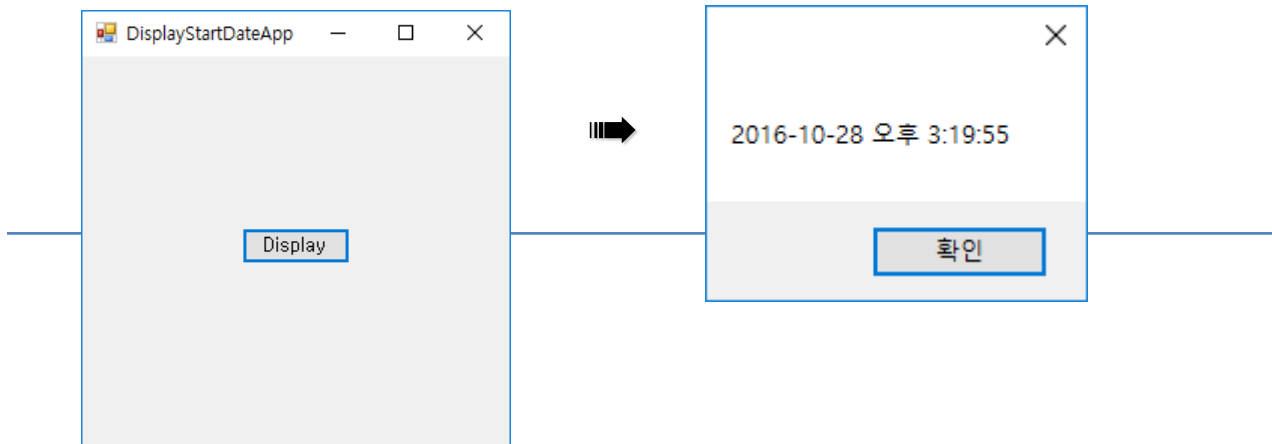 DisplayStartDateApp
Display
2016-10-28 오후 3:19:55
확인